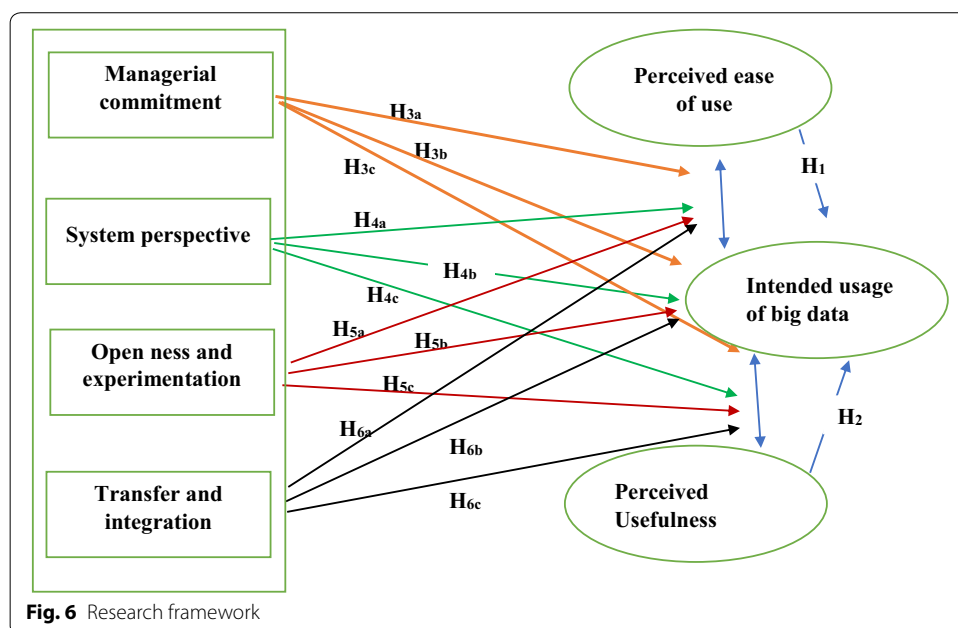 Managerial
commitment
System perspective
Open ness and
experimentation
Transfer and
integration
H3a
H3b
H3c
H4a
H4b
H4c
H5a
H5b
H5c
H6a
H6b
H6c
Perceived ease
of use
H1
Intended usage
of big data
H2
Perceived
Usefulness
Fig. 6 Research framework